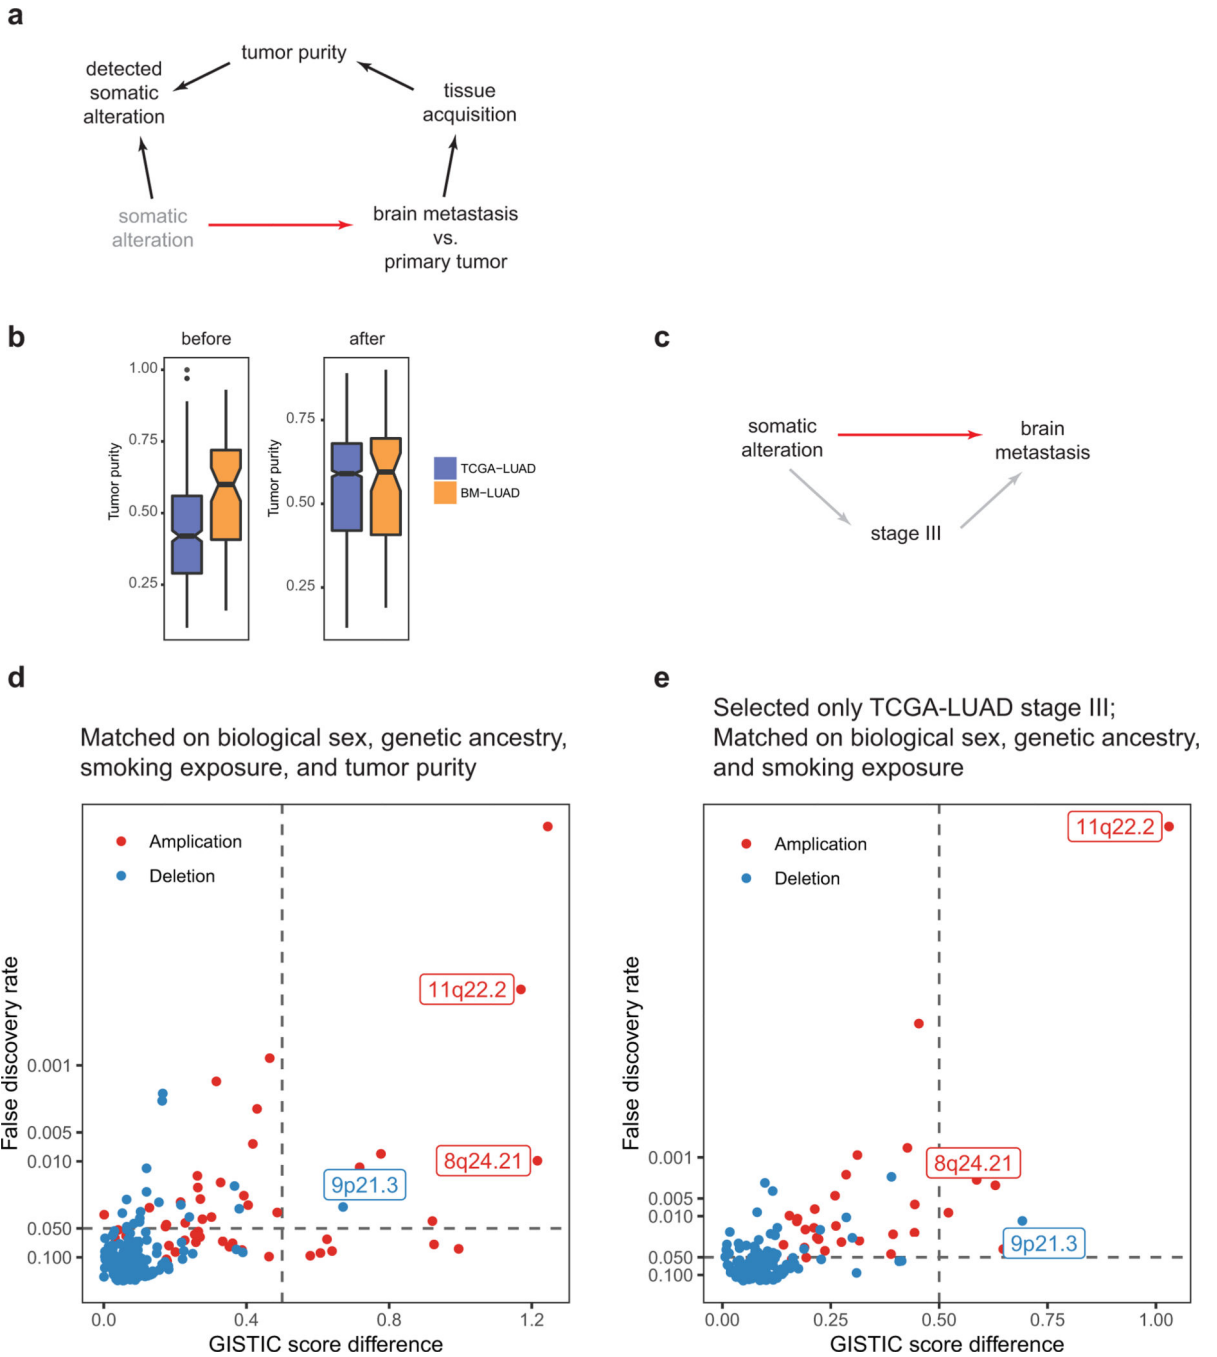 a
tumor purity
detected
somatic
alteration
tissue
acquisition
somatic
alteration
brain metastasis
vs.
primary tumor
b
before
after
Tumor purity
1.00
0.75
0.50
0.25
Tumor purity
0.75
0.50
0.25
TCGA−LUAD
BM−LUAD
c
somatic
alteration
brain
metastasis
stage III
d
Matched on biological sex, genetic ancestry,
smoking exposure, and tumor purity
Amplication
Deletion
11q22.2
8q24.21
9p21.3
False discovery rate
0.001
0.005
0.010
0.050
0.100
0.0
0.4
0.8
1.2
GISTIC score difference
e
Selected only TCGA-LUAD stage III;
Matched on biological sex, genetic ancestry,
and smoking exposure
11q22.2
Amplication
Deletion
8q24.21
9p21.3
False discovery rate
0.001
0.005
0.010
0.050
0.100
0.00
0.25
0.50
0.75
1.00
GISTIC score difference